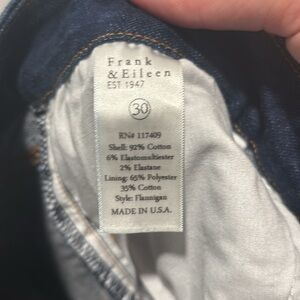 Frank
& Eileen
EST 1947
30
RN# 117409
Shell: 92% Cotton
6% Elastomultiester
2% Elastane
Lining: 65% Polyester
35% Cotton
Style: Flannigan
MADE IN U.S.A.